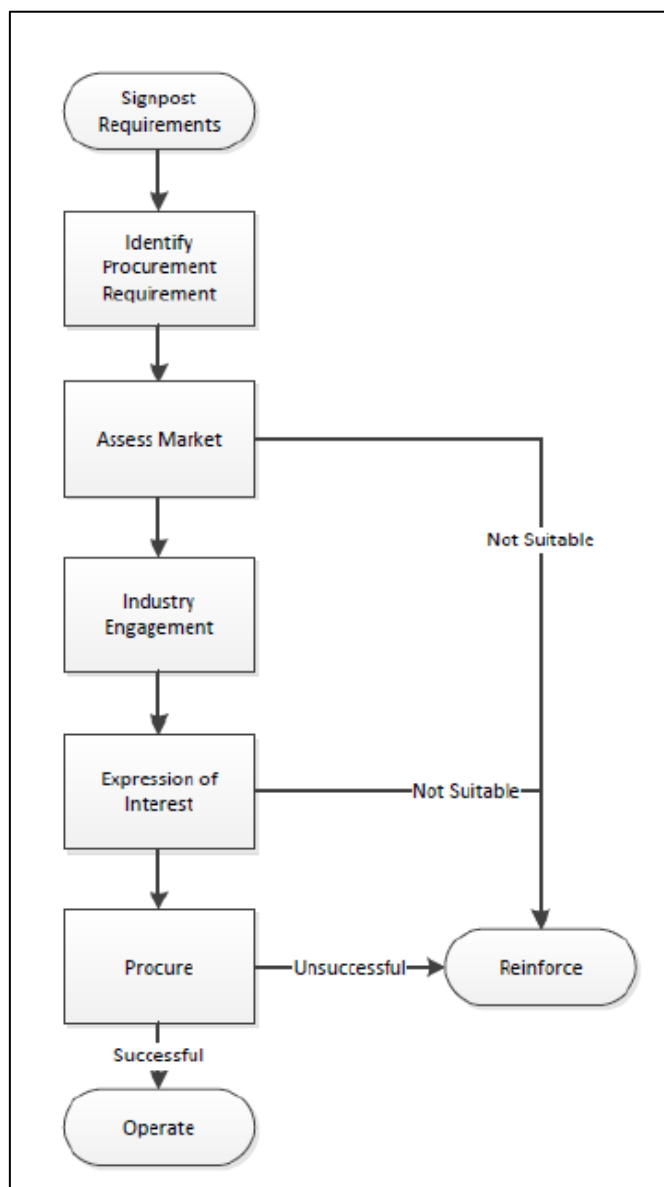 Signpost
Requirements
Identify
Procurement
Requirement
Assess Market
Not Suitable
Industry
Engagement
Expression of
Interest
Not Suitable
Procure
Unsuccessful
Reinforce
Successful
Operate